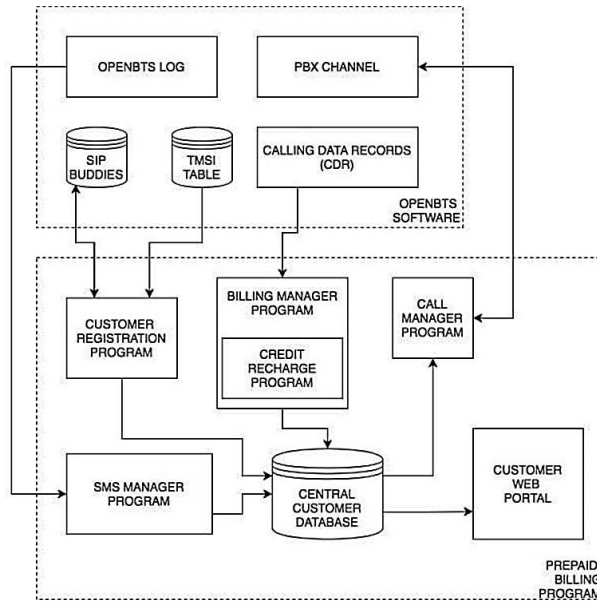 OPENBTS LOG
PBX CHANNEL
SIP
BUDDIES
TMSI
TABLE
CALLING DATA RECORDS
(CDR)
OPENBTS
SOFTWARE
CUSTOMER
REGISTRATION
PROGRAM
BILLING MANAGER
PROGRAM
CREDIT
RECHARGE
PROGRAM
CALL
MANAGER
PROGRAM
SMS MANAGER
PROGRAM
CENTRAL
CUSTOMER
DATABASE
CUSTOMER
WEB
PORTAL
PREPAID
BILLING
PROGRAM